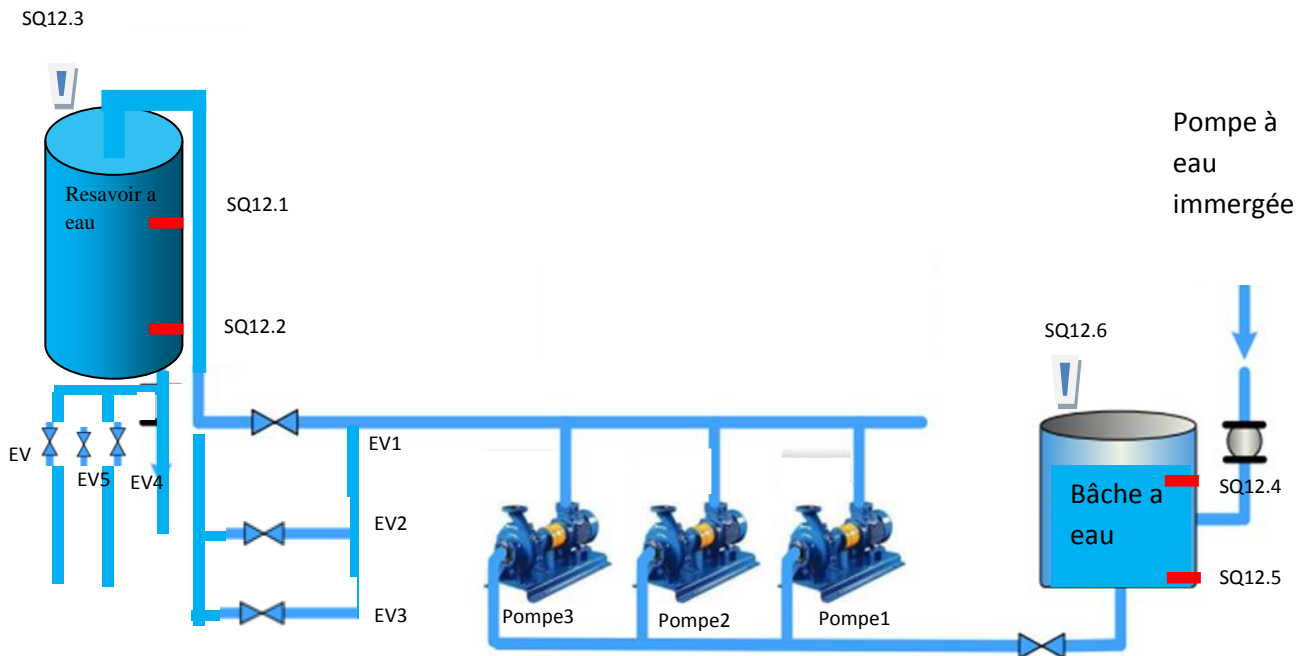 SQ12.3
Pompe à
eau
immergée
Resavoir a
eau
SQ12.1
SQ12.2
SQ12.6
EV1
EV
EV5
EV4
Bâche a
eau
SQ12.4
EV2
SQ12.5
EV3
Pompe3
Pompe2
Pompe1